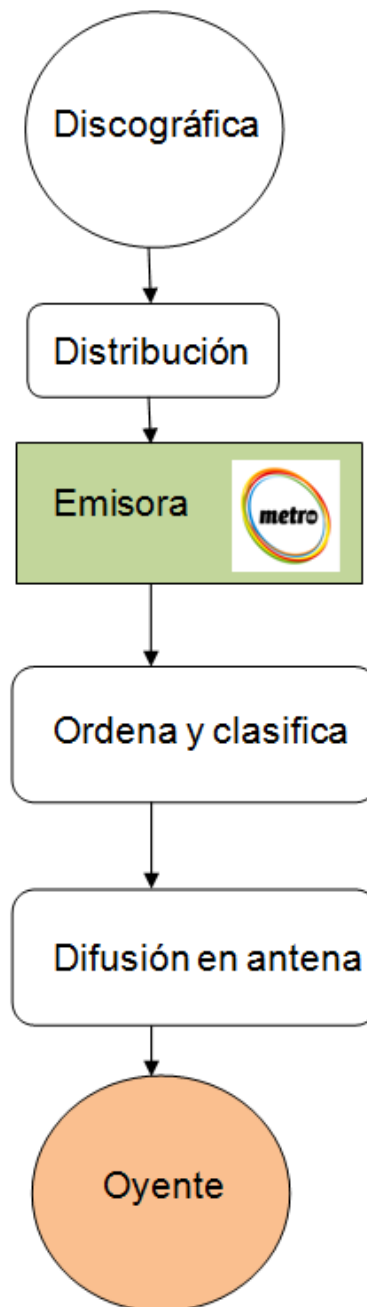 Discográfica
Distribución
Emisora
metro
Ordena y clasifica
Difusión en antena
Oyente